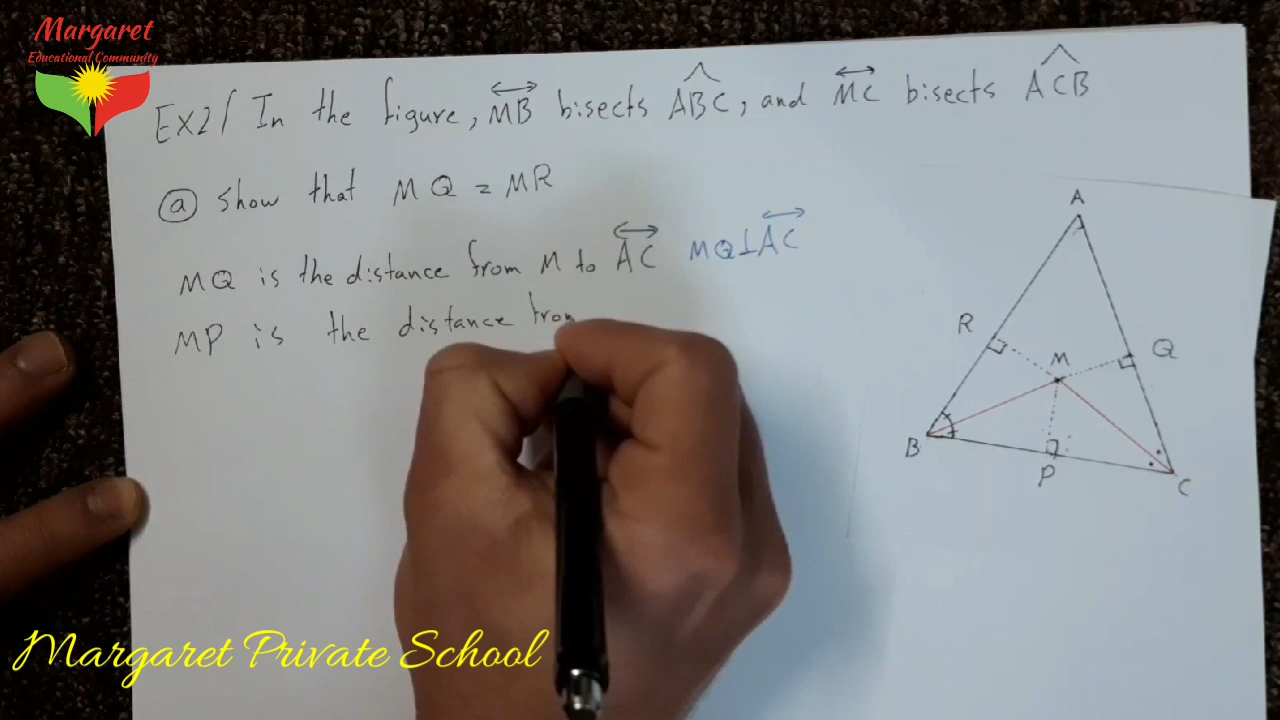 Margaret
Educational Community
EX2/ In the figure, MB bisects ABC, and MC bisects ACB
a show that MQ = MR
MQ is the distance from M to AC MQ⊥AC
MP is the distance from
A
R
M
Q
B
P
C
Margaret Private School